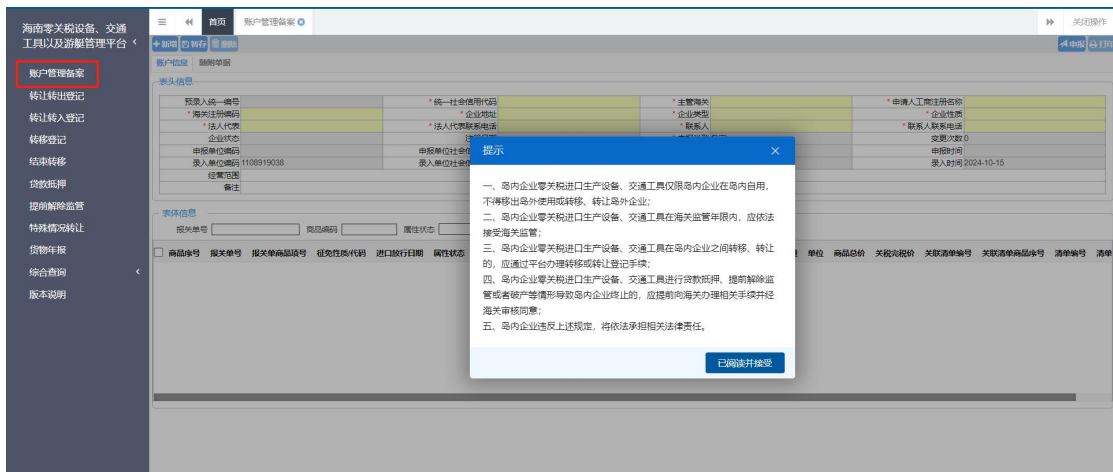 海南零关税设备、交通
工具以及游艇管理平台
账户管理备案
转让转出登记
转让转入登记
转移登记
结束转移
贷款抵押
提前解除监管
特殊情况转让
货物年报
综合查询
版本说明
首页 账户管理备案 关闭操作
新增 暂存 删除 申报 打印
账户信息 随附单据
表头信息
预录入统一编号 *统一社会信用代码 *主管海关 *申请人工商注册名称
*海关注册编码 *企业地址 *企业类型 *企业性质
*法人代表 *法人代表联系电话 *联系人 *联系人联系电话
企业状态 变更次数 0
申报单位编码 申报单位社会信 申报时间
录入单位编码 1108919038 录入单位社会信 录入时间 2024-10-15
经营范围
备注
提示
一、岛内企业零关税进口生产设备、交通工具仅限岛内企业在岛内自用，
不得移出岛外使用或转移、转让岛外企业；
二、岛内企业零关税进口生产设备、交通工具在海关监管年限内，应依法
接受海关监管；
三、岛内企业零关税进口生产设备、交通工具在岛内企业之间转移、转让
的，应通过平台办理转移或转让登记手续；
四、岛内企业零关税进口生产设备、交通工具进行贷款抵押、提前解除监
管或者破产等情形导致岛内企业终止的，应提前向海关办理相关手续并经
海关审核同意；
五、岛内企业违反上述规定，将依法承担相关法律责任。
已阅读并接受
表体信息
报关单号 商品编码 属性状态
商品序号 报关单号 报关单商品项号 征免性质/代码 进口放行日期 属性状态 单位 商品总价 关税完税价 关联清单编号 关联清单商品序号 清单编号 清单